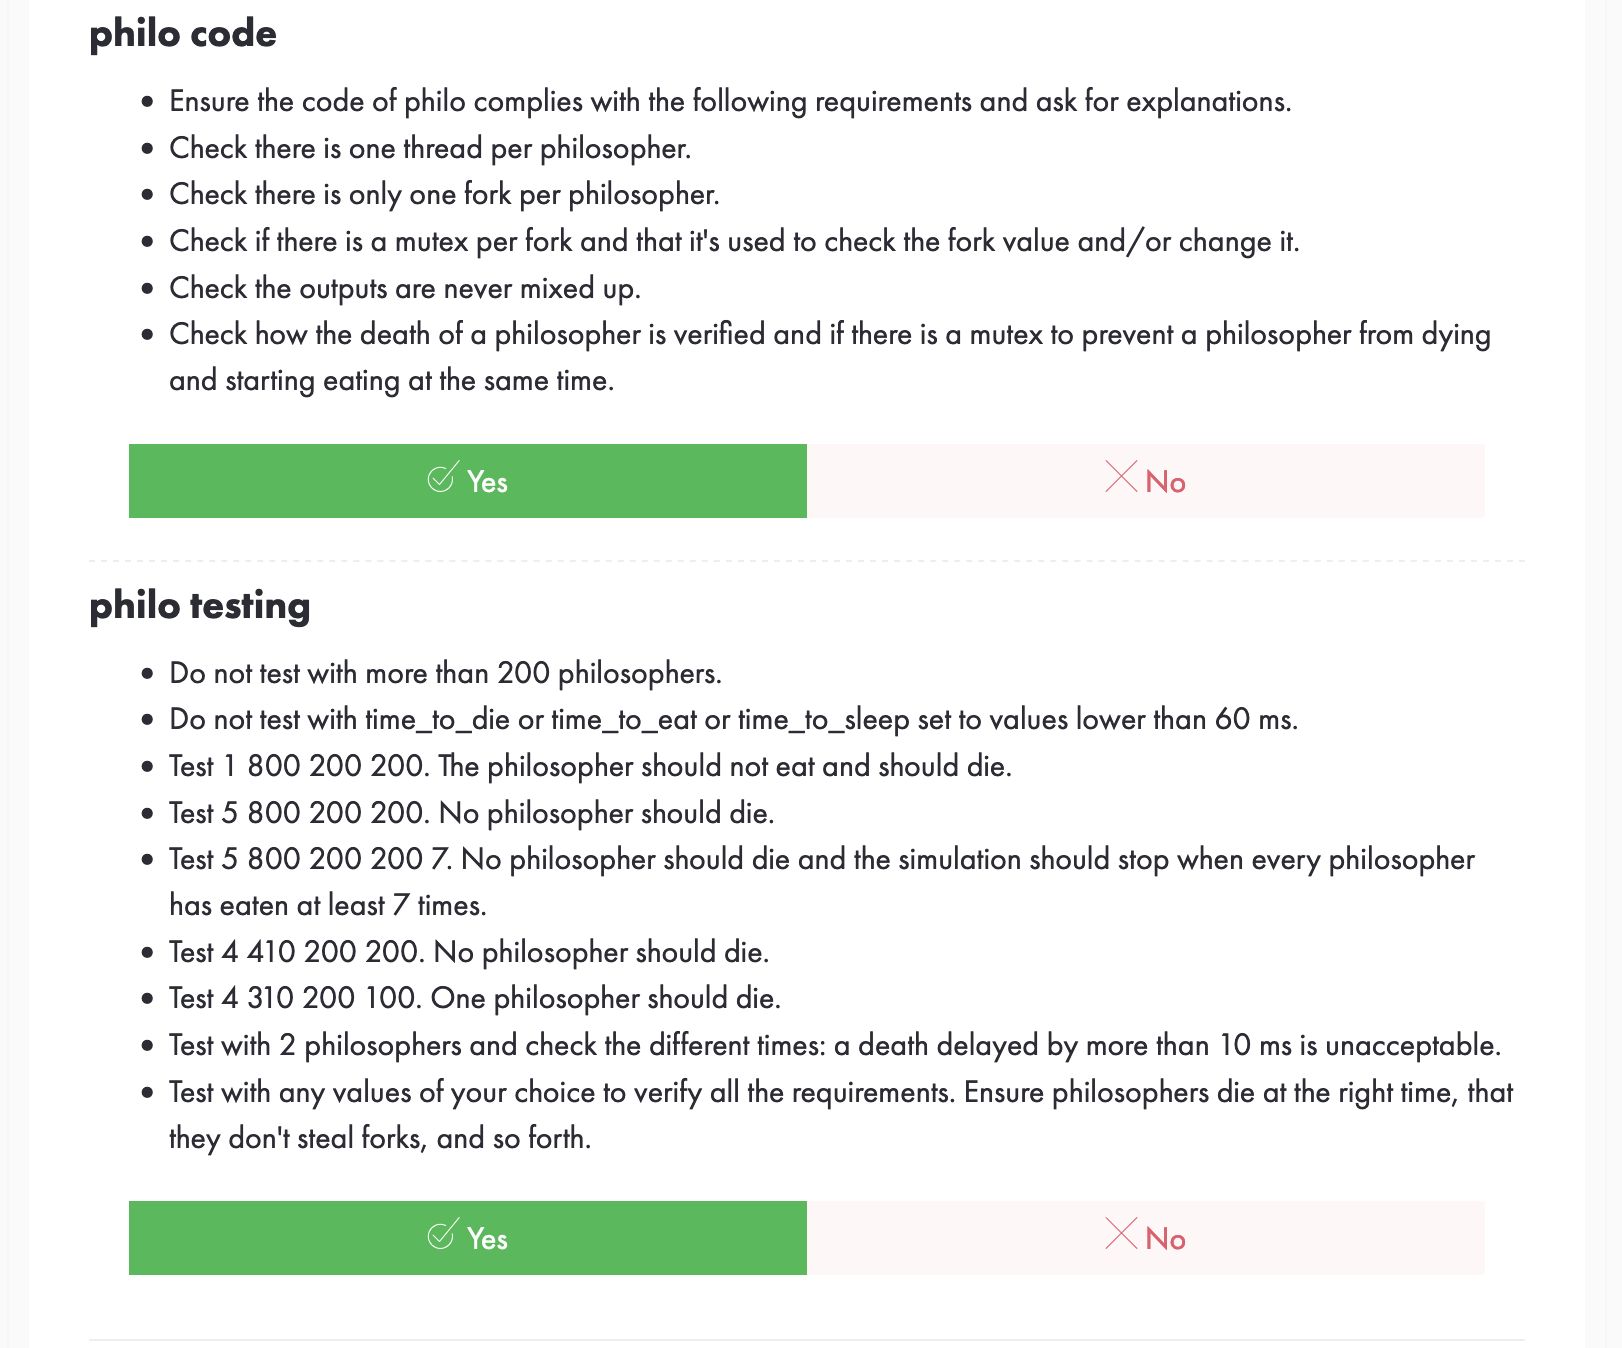 philo code
Ensure the code of philo complies with the following requirements and ask for explanations.
Check there is one thread per philosopher.
Check there is only one fork per philosopher.
Check if there is a mutex per fork and that it's used to check the fork value and/or change it.
Check the outputs are never mixed up.
Check how the death of a philosopher is verified and if there is a mutex to prevent a philosopher from dying
and starting eating at the same time.
Yes
No
philo testing
Do not test with more than 200 philosophers.
Do not test with time_to_die or time_to_eat or time_to_sleep set to values lower than 60 ms.
Test 1 800 200 200. The philosopher should not eat and should die.
Test 5 800 200 200. No philosopher should die.
Test 5 800 200 200 7. No philosopher should die and the simulation should stop when every philosopher
has eaten at least 7 times.
Test 4 410 200 200. No philosopher should die.
Test 4 310 200 100. One philosopher should die.
Test with 2 philosophers and check the different times: a death delayed by more than 10 ms is unacceptable.
Test with any values of your choice to verify all the requirements. Ensure philosophers die at the right time, that
they don't steal forks, and so forth.
Yes
No